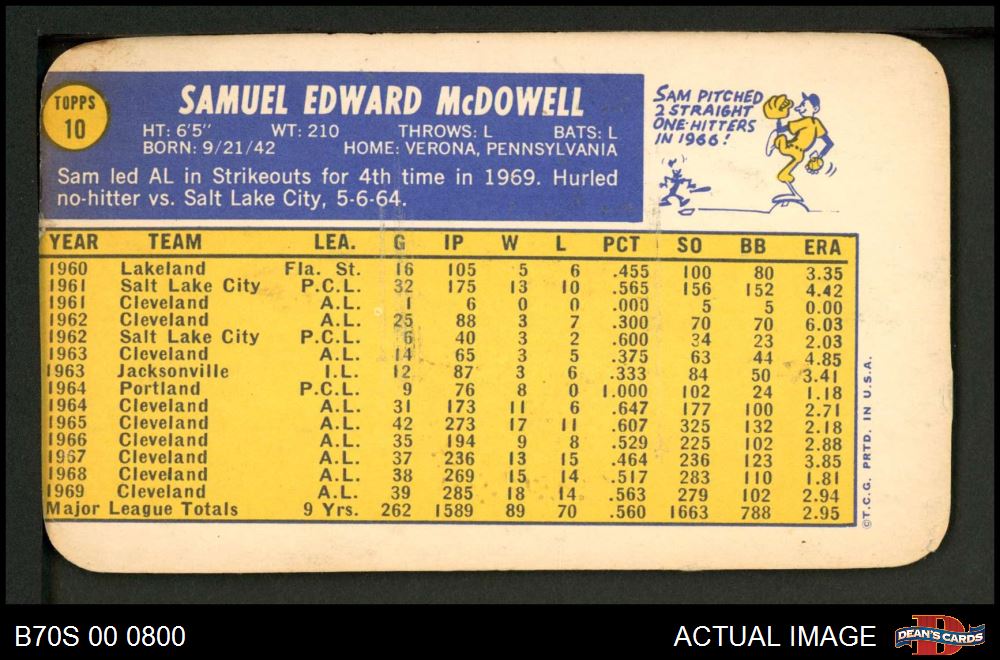 TOPPS
10
SAMUEL EDWARD McDOWELL
HT: 6'5" WT: 210 THROWS: L BATS: L
BORN: 9/21/42 HOME: VERONA, PENNSYLVANIA
Sam led AL in Strikeouts for 4th time in 1969. Hurled
no-hitter vs. Salt Lake City, 5-6-64.
SAM PITCHED
2 STRAIGHT
ONE-HITTERS
IN 1966!
YEAR TEAM LEA. G IP W L PCT SO BB ERA
1960 Lakeland Fla. St. 16 105 5 6 .455 100 80 3.35
1961 Salt Lake City P.C.L. 32 175 13 10 .565 156 152 4.42
1961 Cleveland A.L. 1 6 0 0 .000 5 5 0.00
1962 Cleveland A.L. 25 88 3 7 .300 70 70 6.03
1962 Salt Lake City P.C.L. 6 40 3 2 .600 34 23 2.03
1963 Cleveland A.L. 14 65 3 5 .375 63 44 4.85
1963 Jacksonville I.L. 12 87 3 6 .333 84 50 3.41
1964 Portland P.C.L. 9 76 8 0 1.000 102 24 1.18
1964 Cleveland A.L. 31 173 11 6 .647 177 100 2.71
1965 Cleveland A.L. 42 273 17 11 .607 325 132 2.18
1966 Cleveland A.L. 35 194 9 8 .529 225 102 2.88
1967 Cleveland A.L. 37 236 13 15 .464 236 123 3.85
1968 Cleveland A.L. 38 269 15 14 .517 283 110 1.81
1969 Cleveland A.L. 39 285 18 14 .563 279 102 2.94
Major League Totals 9 Yrs. 262 1589 89 70 .560 1663 788 2.95
©T.C.G. PRTD. IN U.S.A.
B70S 00 0800
ACTUAL IMAGE
DEAN'S CARDS